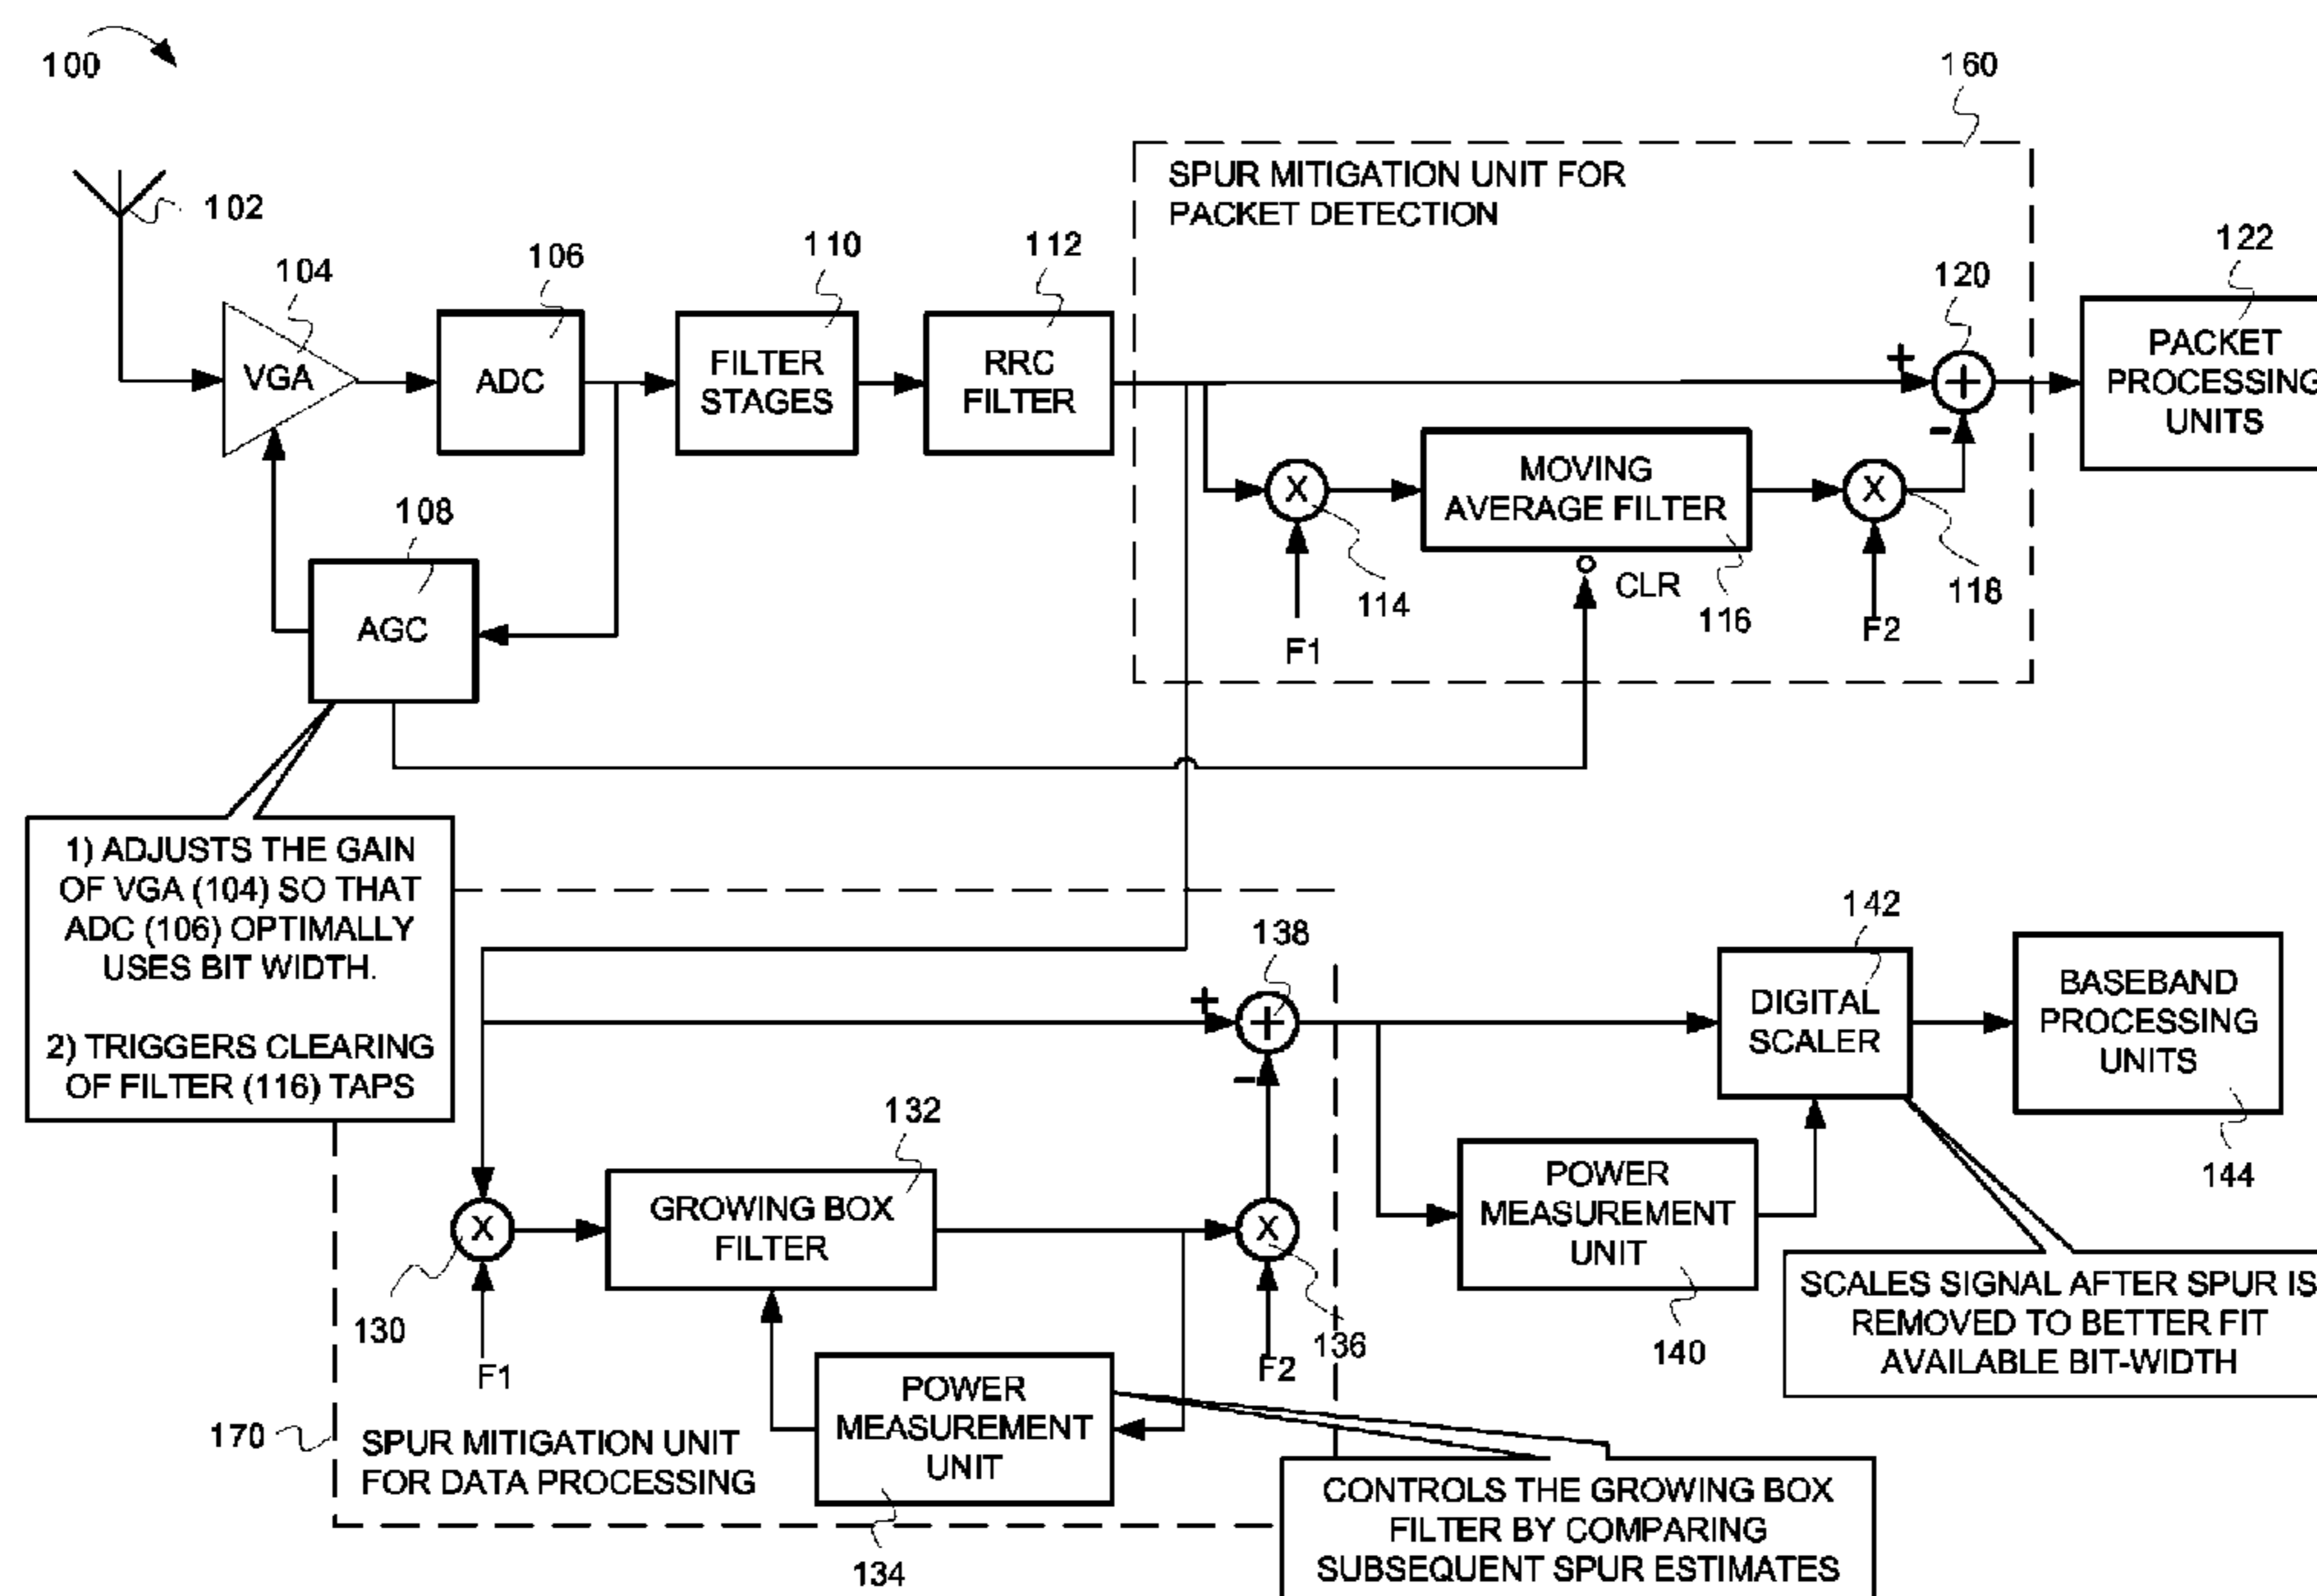 100
160
SPUR MITIGATION UNIT FOR
PACKET DETECTION
102
104
106
110
112
120
122
VGA
ADC
FILTER
STAGES
RRC
FILTER
+
+
-
PACKET
PROCESSING
UNITS
X
MOVING
AVERAGE FILTER
X
108
AGC
CLR
114
116
118
F1
F2
1) ADJUSTS THE GAIN
OF VGA (104) SO THAT
ADC (106) OPTIMALLY
USES BIT WIDTH.
2) TRIGGERS CLEARING
OF FILTER (116) TAPS
138
142
+
+
-
DIGITAL
SCALER
BASEBAND
PROCESSING
UNITS
144
132
X
GROWING BOX
FILTER
X
POWER
MEASUREMENT
UNIT
140
130
F1
136
F2
SCALES SIGNAL AFTER SPUR IS
REMOVED TO BETTER FIT
AVAILABLE BIT-WIDTH
170
SPUR MITIGATION UNIT
FOR DATA PROCESSING
POWER
MEASUREMENT
UNIT
134
CONTROLS THE GROWING BOX
FILTER BY COMPARING
SUBSEQUENT SPUR ESTIMATES